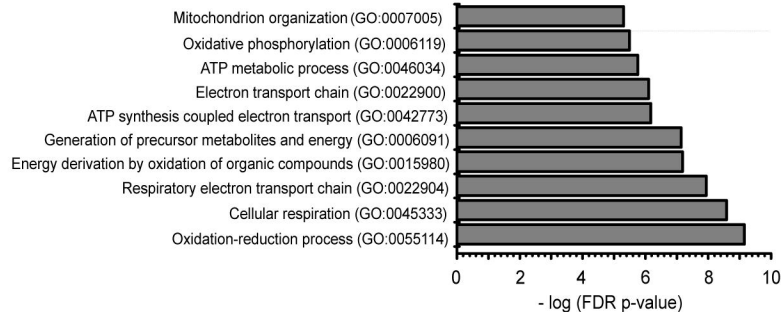 Mitochondrion organization (GO:0007005)
Oxidative phosphorylation (GO:0006119)
ATP metabolic process (GO:0046034)
Electron transport chain (GO:0022900)
ATP synthesis coupled electron transport (GO:0042773)
Generation of precursor metabolites and energy (GO:0006091)
Energy derivation by oxidation of organic compounds (GO:0015980)
Respiratory electron transport chain (GO:0022904)
Cellular respiration (GO:0045333)
Oxidation-reduction process (GO:0055114)
0 2 4 6 8 10
- log (FDR p-value)